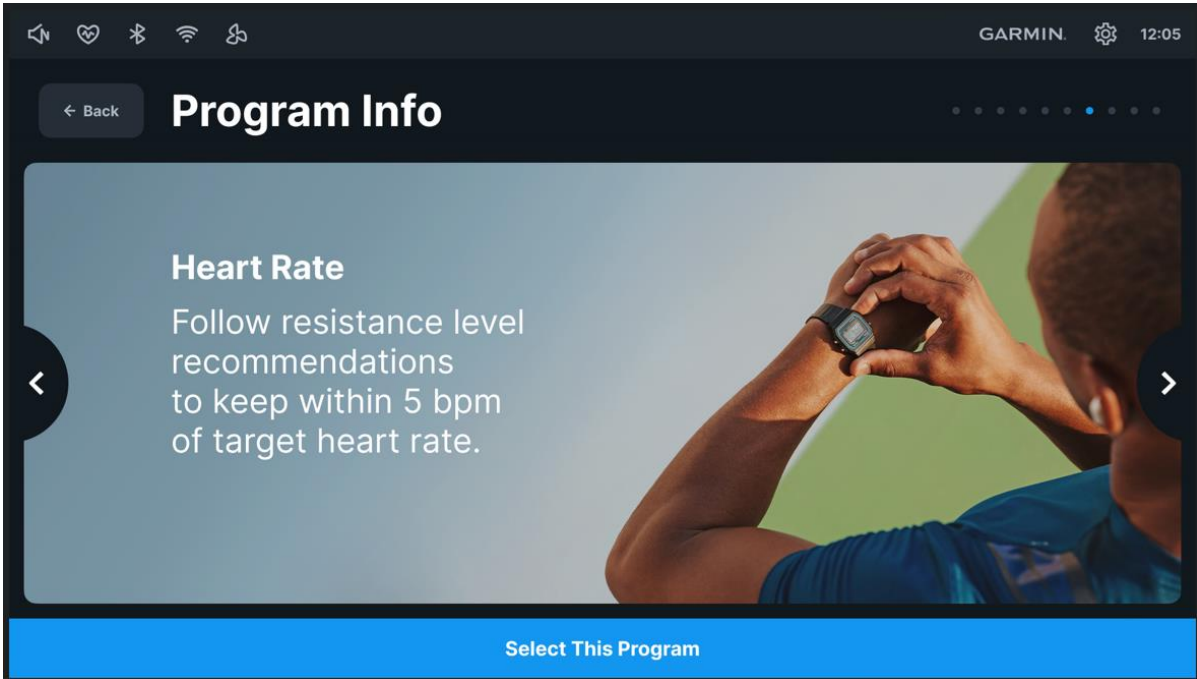 GARMIN. 12:05
← Back Program Info
Heart Rate
Follow resistance level
recommendations
to keep within 5 bpm
of target heart rate.
Select This Program